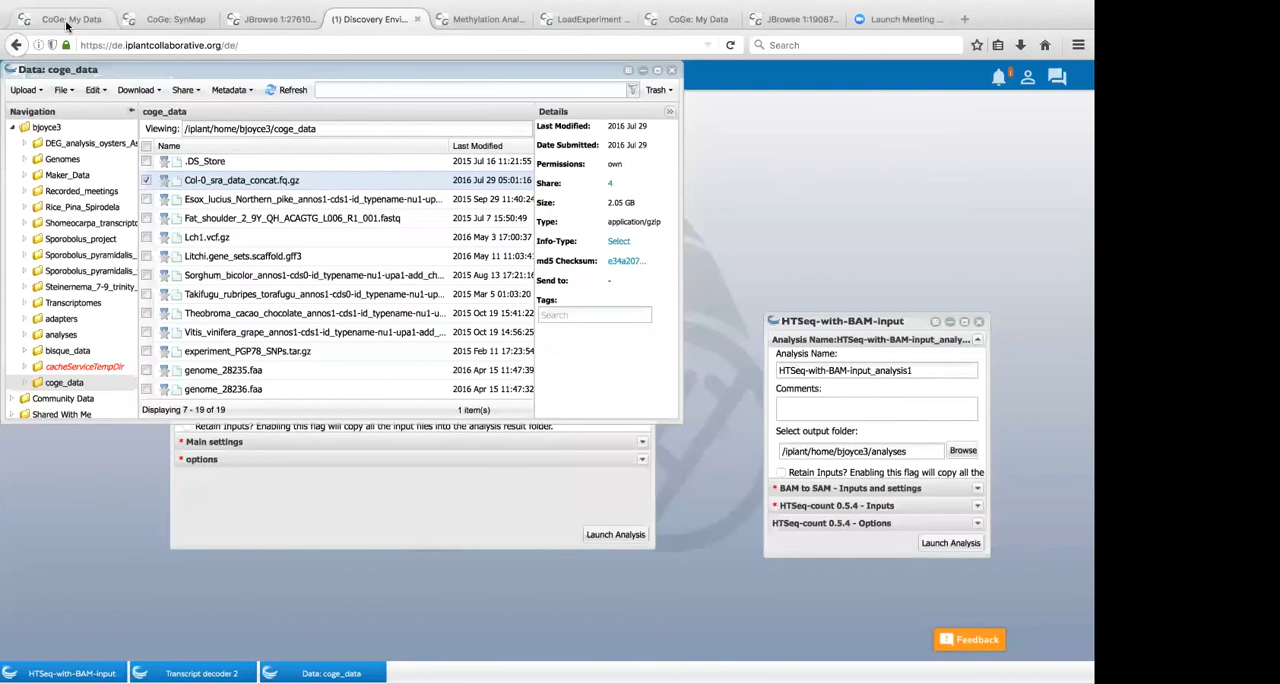 CoGe: My Data
CoGe: SynMap
JBrowse 1:27610...
(1) Discovery Envi...
Methylation Anal...
LoadExperiment ...
CoGe: My Data
JBrowse 1:19087...
Launch Meeting ...
https://de.iplantcollaborative.org/de/
Search
Data: coge_data
Upload
File
Edit
Download
Share
Metadata
Refresh
Trash
Navigation
bjoyce3
DEG_analysis_oysters_As
Genomes
Maker_Data
Recorded_meetings
Rice_Pina_Spirodela
Shomeocarpa_transcripto
Sporobolus_project
Sporobolus_pyramidalis_
Sporobolus_pyramidalis_
Steinernema_7-9_trinity_
Transcriptomes
adapters
analyses
bisque_data
cacheServiceTempDir
coge_data
Community Data
Shared With Me
coge_data
Viewing: /iplant/home/bjoyce3/coge_data
Name Last Modified
.DS_Store 2015 Jul 16 11:21:55
Col-0_sra_data_concat.fq.gz 2016 Jul 29 05:01:16
Esox_lucius_Northern_pike_annos1-cds1-id_typename-nu1-up... 2015 Sep 29 11:40:24
Fat_shoulder_2_9Y_QH_ACAGTG_L006_R1_001.fastq 2015 Jul 7 15:50:49
Lch1.vcf.gz 2016 May 3 17:00:37
Litchi.gene_sets.scaffold.gff3 2016 May 11 11:03:4
Sorghum_bicolor_annos1-cds0-id_typename-nu1-upa1-add_ch... 2015 Aug 13 17:21:16
Takifugu_rubripes_torafugu_annos1-cds0-id_typename-nu1-up... 2015 Mar 5 01:03:20
Theobroma_cacao_chocolate_annos1-cds1-id_typename-nu1-u... 2015 Oct 19 15:41:22
Vitis_vinifera_grape_annos1-cds1-id_typename-nu1-upa1-add_... 2015 Oct 19 14:56:25
experiment_PGP78_SNPs.tar.gz 2016 Feb 11 17:23:54
genome_28235.faa 2016 Apr 15 11:47:32
genome_28236.faa 2016 Apr 15 11:47:32
Displaying 7 - 19 of 19 1 item(s)
Details
Last Modified: 2016 Jul 29
Date Submitted: 2016 Jul 29
Permissions: own
Share: 4
Size: 2.05 GB
Type: application/gzip
Info-Type: Select
md5 Checksum: e34a207...
Send to: -
Tags:
Search
Retain Inputs? Enabling this flag will copy all the input files into the analysis result folder.
* Main settings
* options
Launch Analysis
HTSeq-with-BAM-input
Analysis Name:HTSeq-with-BAM-input_analy...
Analysis Name:
HTSeq-with-BAM-input_analysis1
Comments:
Select output folder:
/iplant/home/bjoyce3/analyses Browse
Retain Inputs? Enabling this flag will copy all the
* BAM to SAM - Inputs and settings
* HTSeq-count 0.5.4 - Inputs
HTSeq-count 0.5.4 - Options
Launch Analysis
Feedback
HTSeq-with-BAM-input
Transcript decoder 2
Data: coge_data